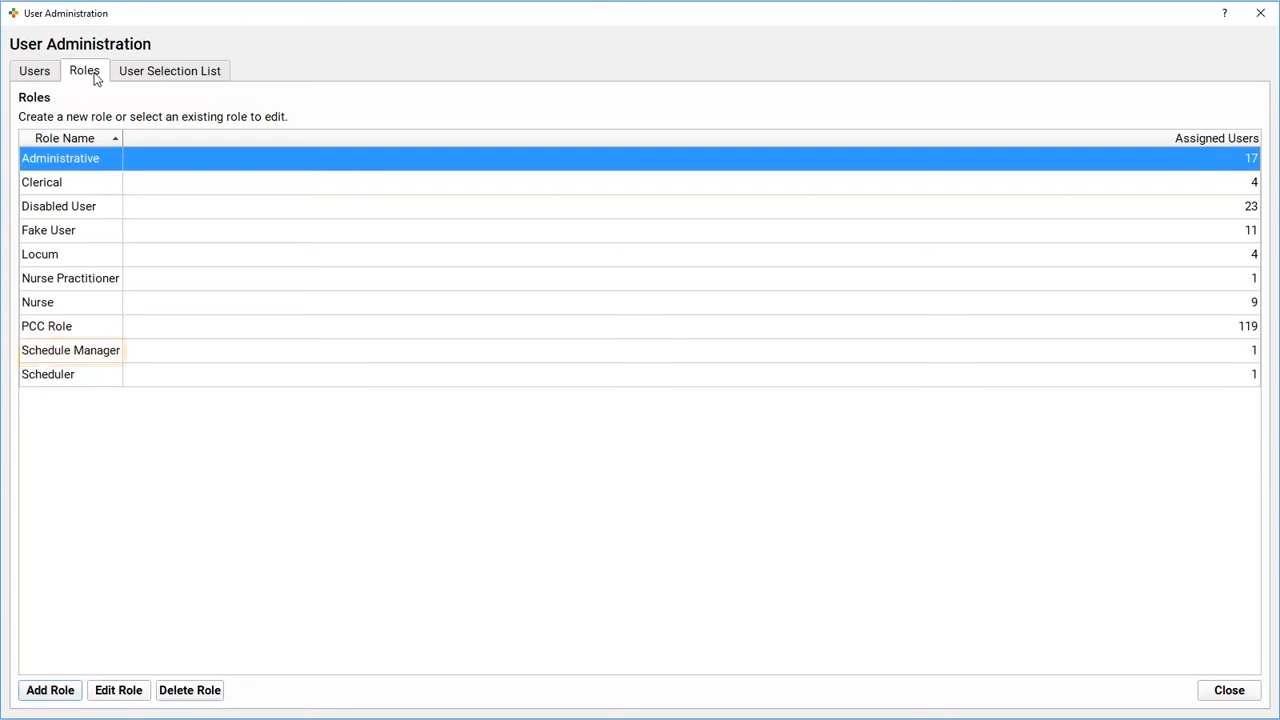 User Administration
?
User Administration
Users Roles User Selection List
Roles
Create a new role or select an existing role to edit.
Role Name Assigned Users
Administrative 17
Clerical 4
Disabled User 23
Fake User 11
Locum 4
Nurse Practitioner 1
Nurse 9
PCC Role 119
Schedule Manager 1
Scheduler 1
Add Role Edit Role Delete Role Close